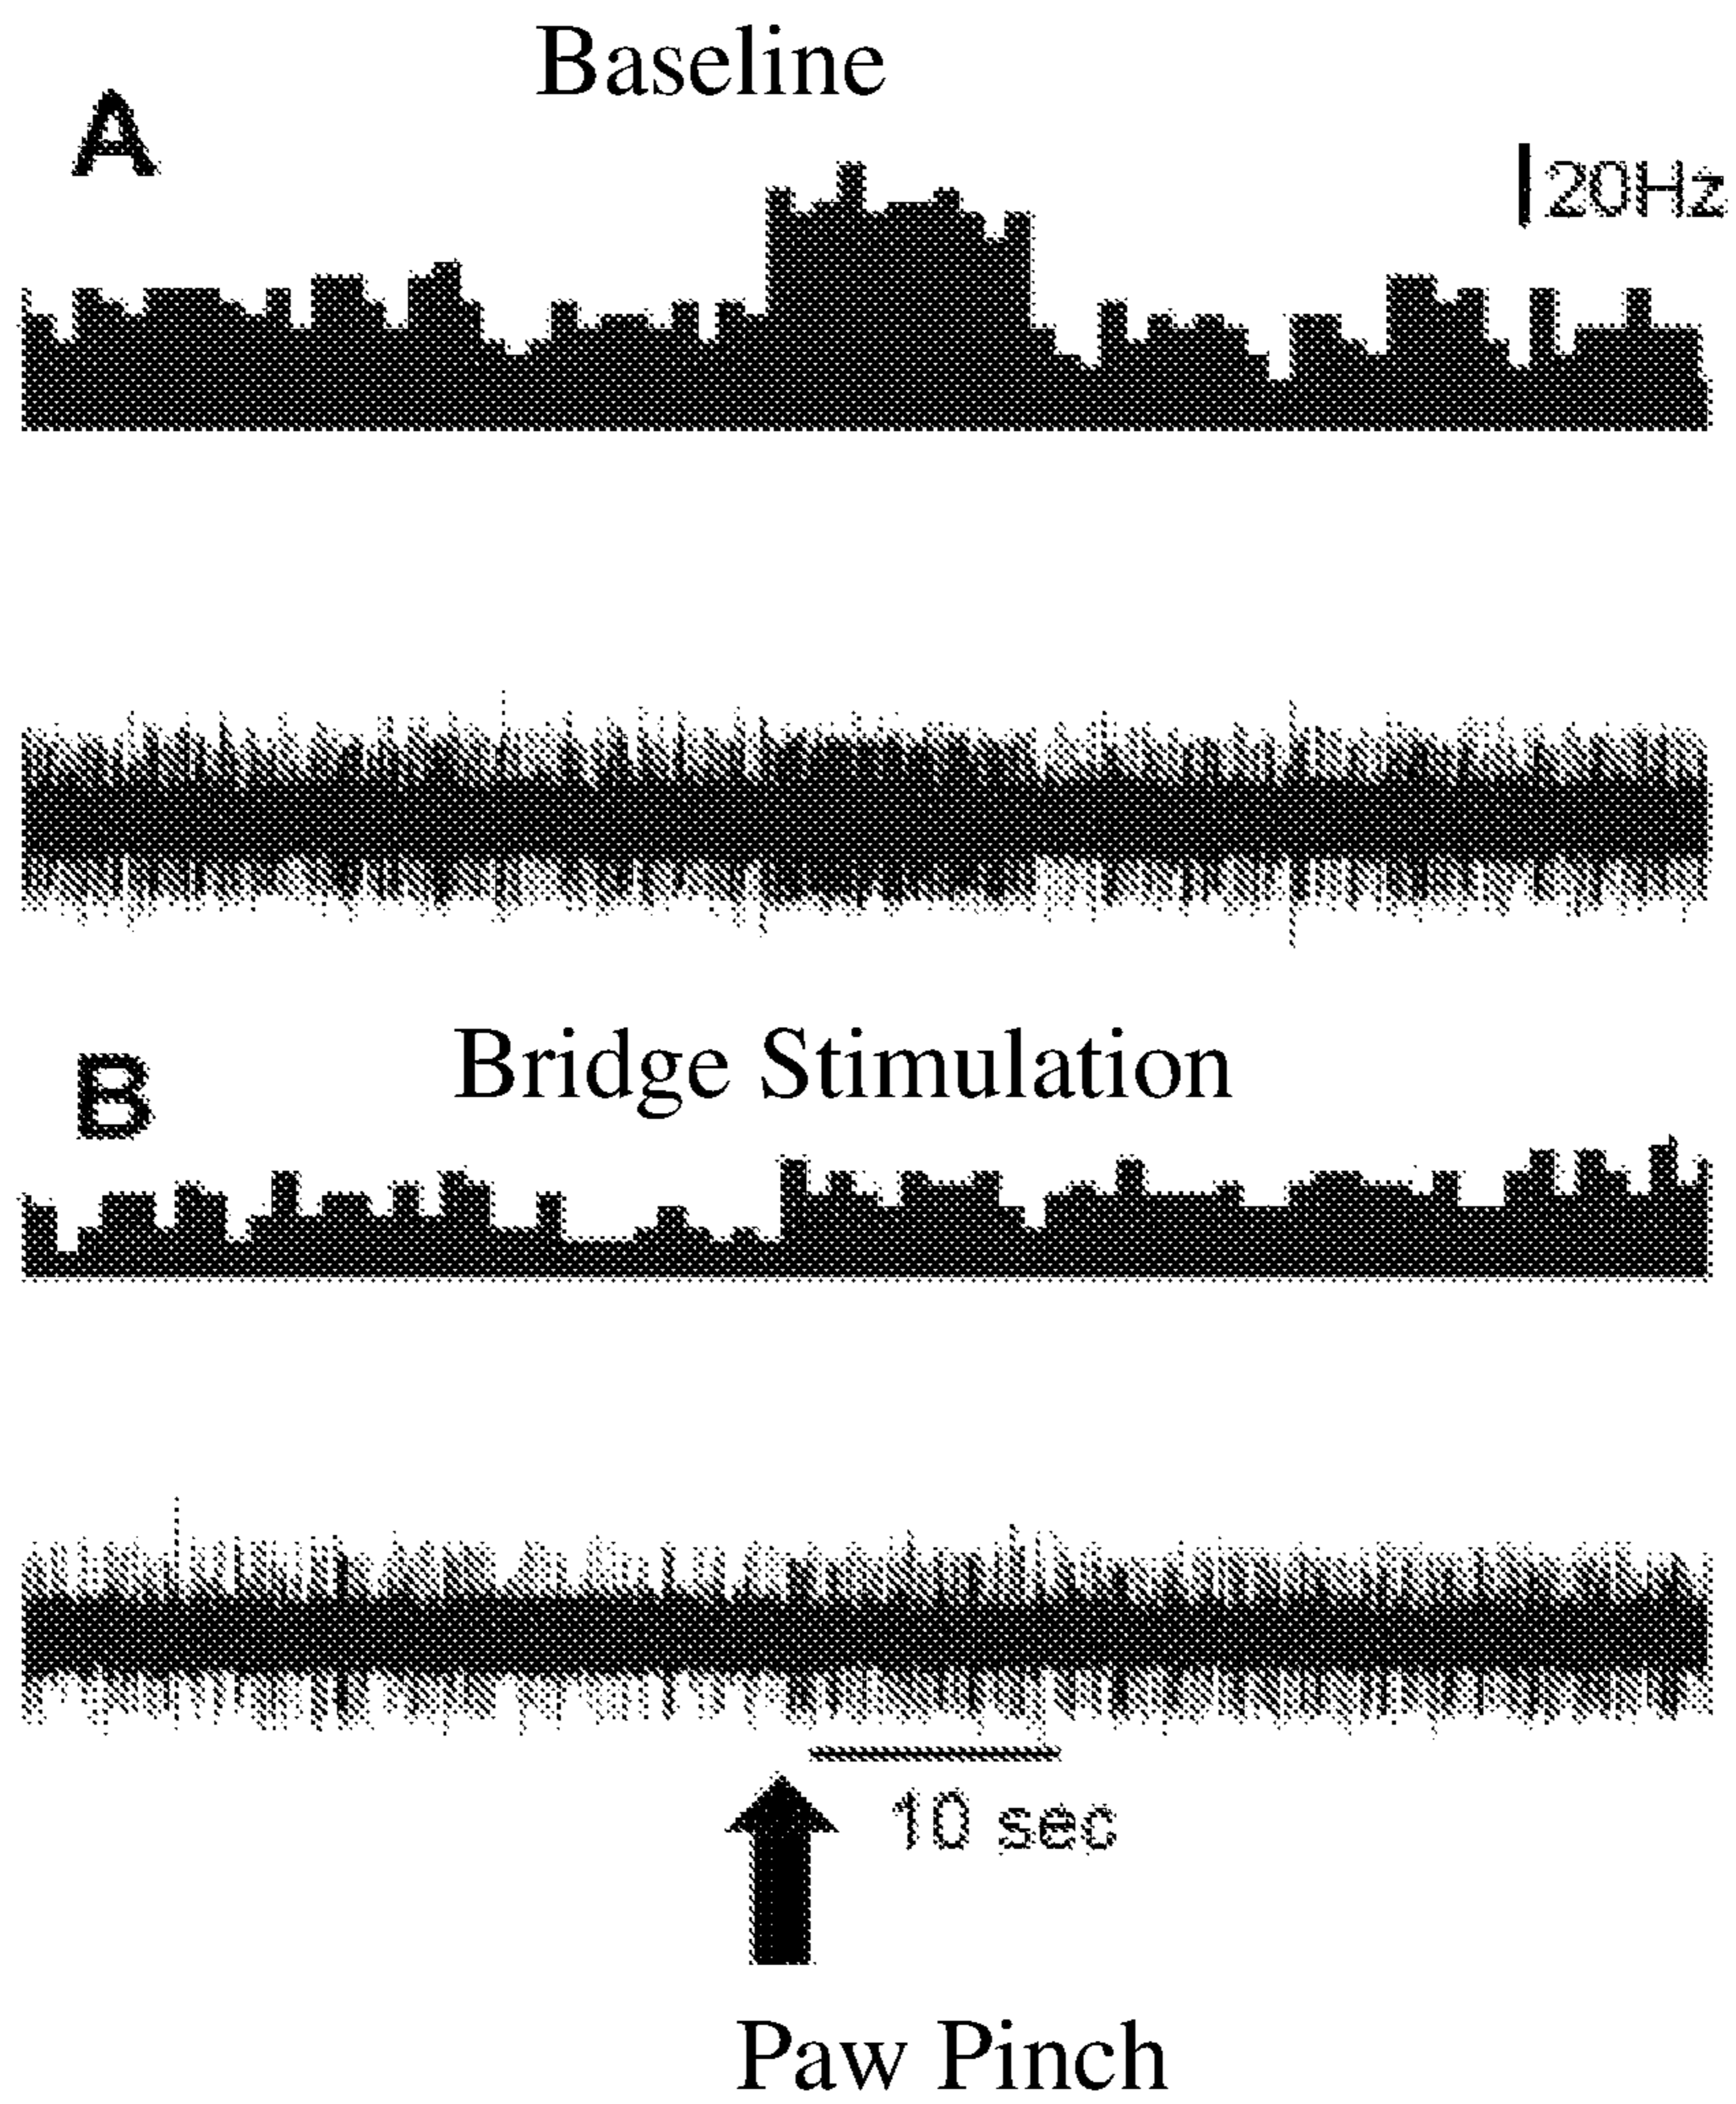 Baseline
A
20Hz
Bridge Stimulation
B
10 sec
Paw Pinch